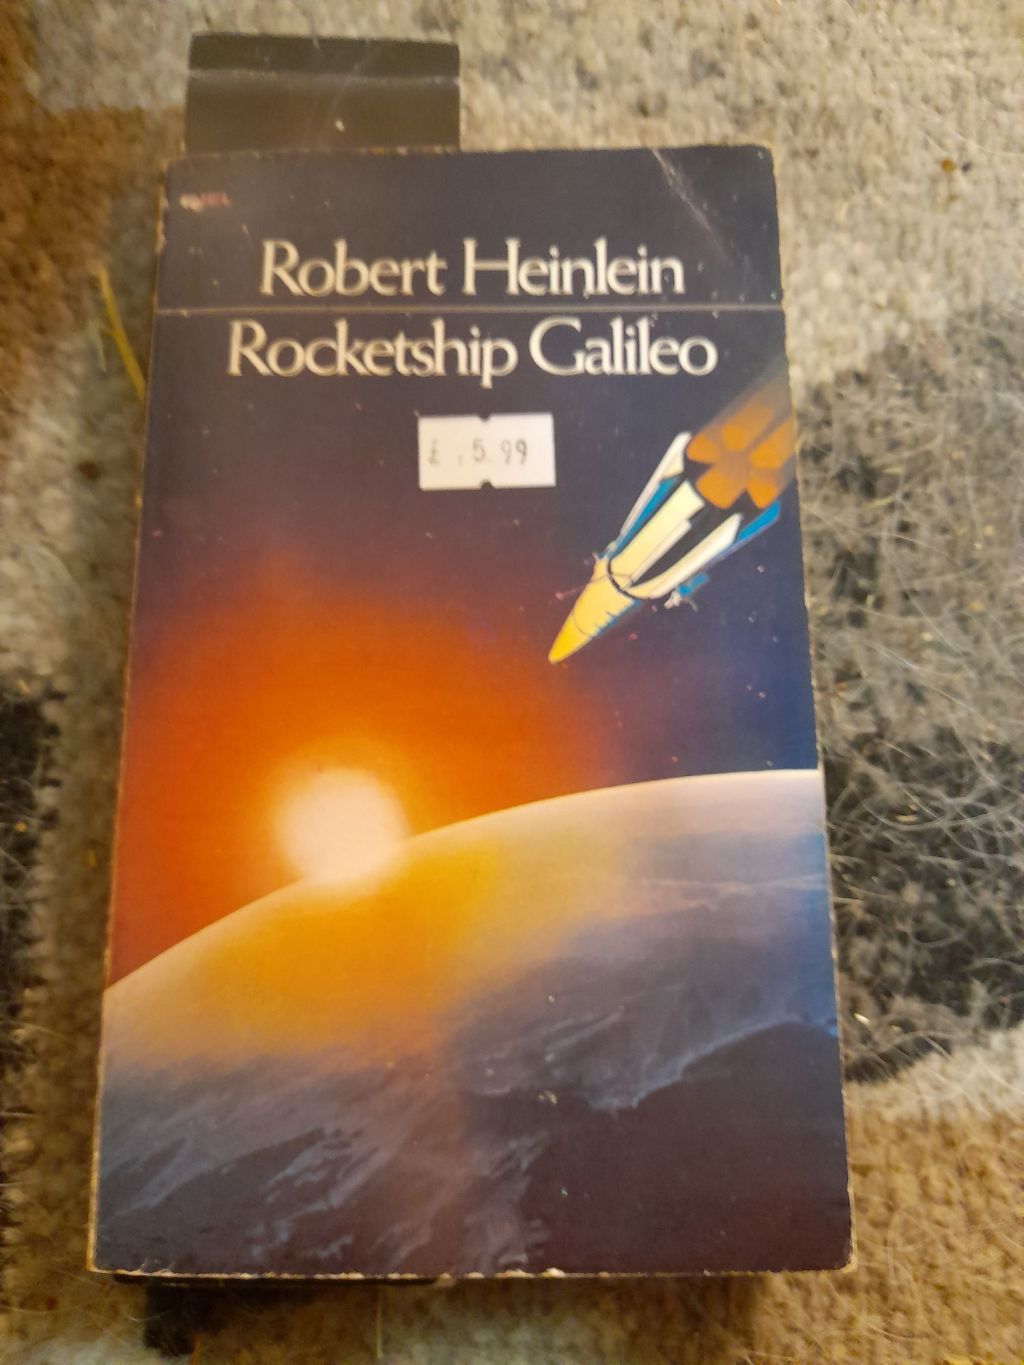 Robert Heinlein
Rocketship Galileo
£ 5.99